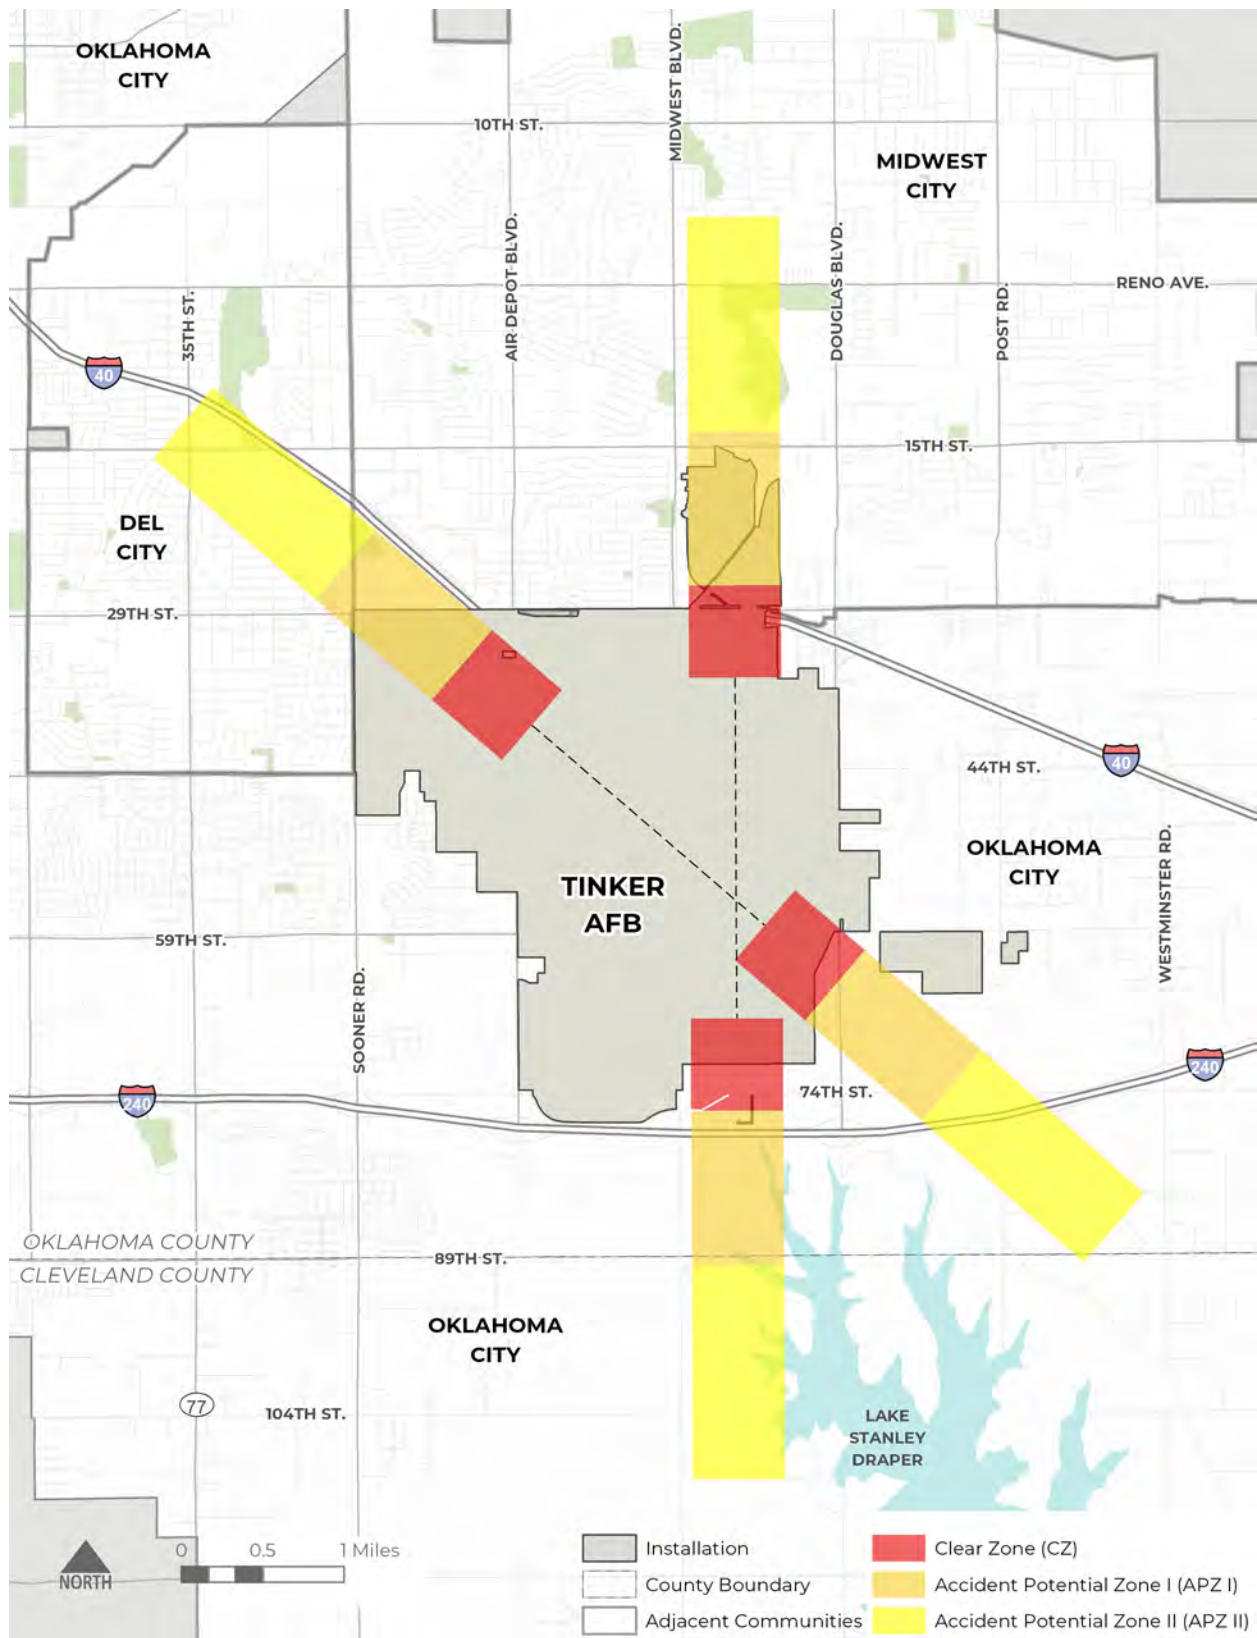 OKLAHOMA
CITY
MIDWEST BLVD.
10TH ST.
MIDWEST
CITY
AIR DEPOT BLVD.
DOUGLAS BLVD.
RENO AVE.
35TH ST.
POST RD.
40
15TH ST.
DEL
CITY
29TH ST.
44TH ST.
40
OKLAHOMA
CITY
TINKER
AFB
WESTMINSTER RD.
59TH ST.
SOONER RD.
240
74TH ST.
240
OKLAHOMA COUNTY
CLEVELAND COUNTY
89TH ST.
OKLAHOMA
CITY
77
104TH ST.
LAKE
STANLEY
DRAPER
NORTH
0 0.5 1 Miles
Installation
County Boundary
Adjacent Communities
Clear Zone (CZ)
Accident Potential Zone I (APZ I)
Accident Potential Zone II (APZ II)